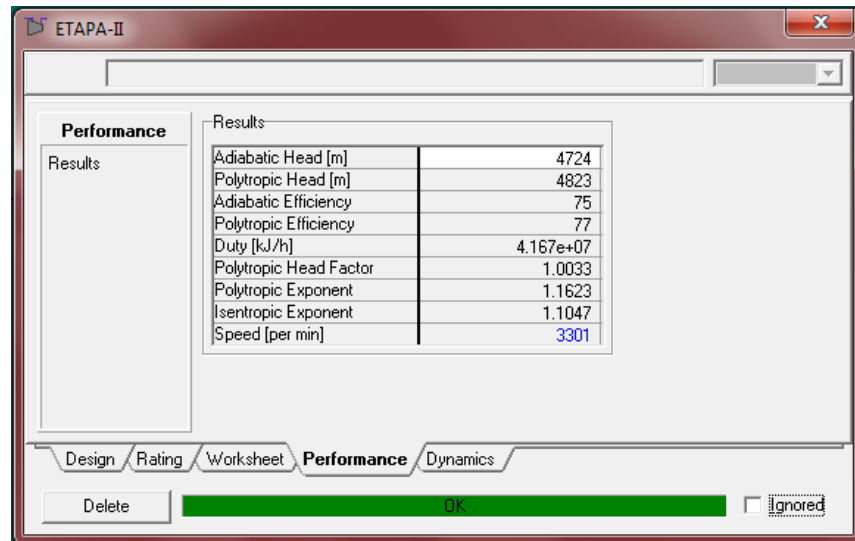 ETAPA-II
Performance
Results
Results
Adiabatic Head [m] 4724
Polytropic Head [m] 4823
Adiabatic Efficiency 75
Polytropic Efficiency 77
Duty [kJ/h] 4.167e+07
Polytropic Head Factor 1.0033
Polytropic Exponent 1.1623
Isentropic Exponent 1.1047
Speed [per min] 3301
Design Rating Worksheet Performance Dynamics
Delete OK Ignored